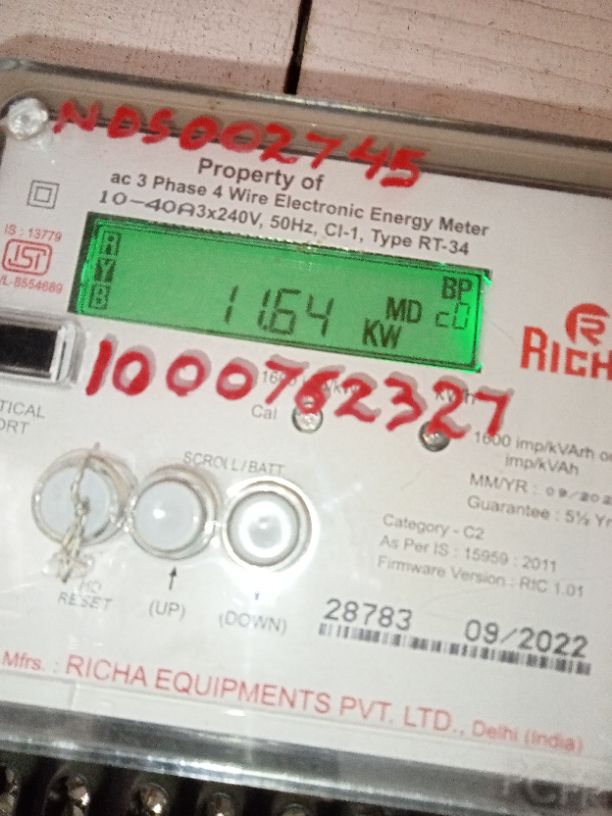 NDS002745
Property of
ac 3 Phase 4 Wire Electronic Energy Meter
10-40A 3x240V, 50Hz, Cl-1, Type RT-34
IS : 13779
R
Y
B
BP
11.64 MD
KW
RICHA
1000762327
Cal
1600 imp/kVArh
imp/kVAh
MM/YR : 09/202
Guarantee : 5½ Yr
SCROLL/BATT
Category - C2
As Per IS : 15959 : 2011
Firmware Version : RIC 1.01
RESET
(UP)
(DOWN)
28783 09/2022
Mfrs. : RICHA EQUIPMENTS PVT. LTD., Delhi (India)